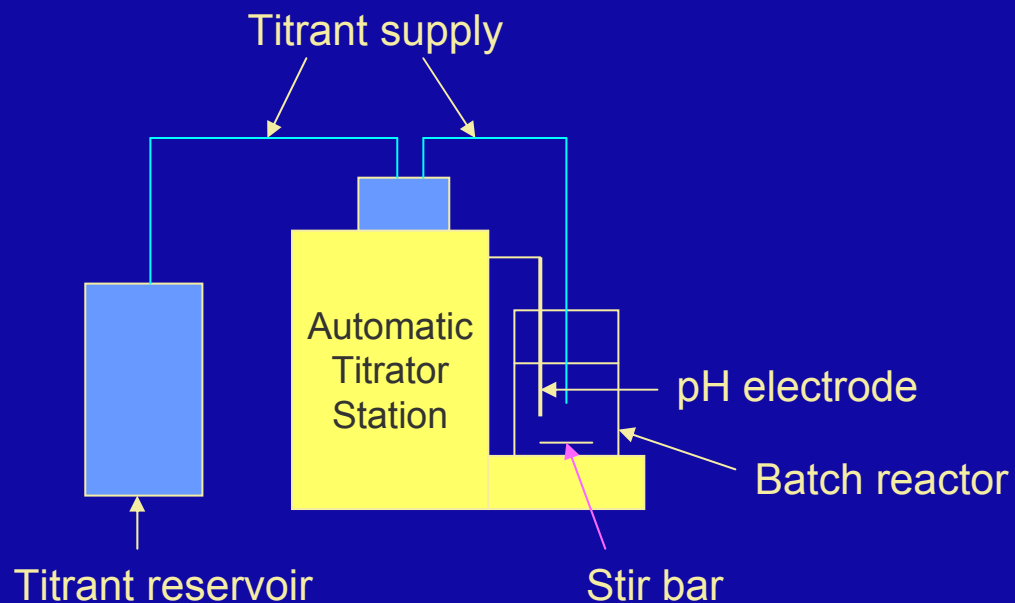 Titrant supply
Automatic
Titrator
Station
pH electrode
Batch reactor
Titrant reservoir
Stir bar